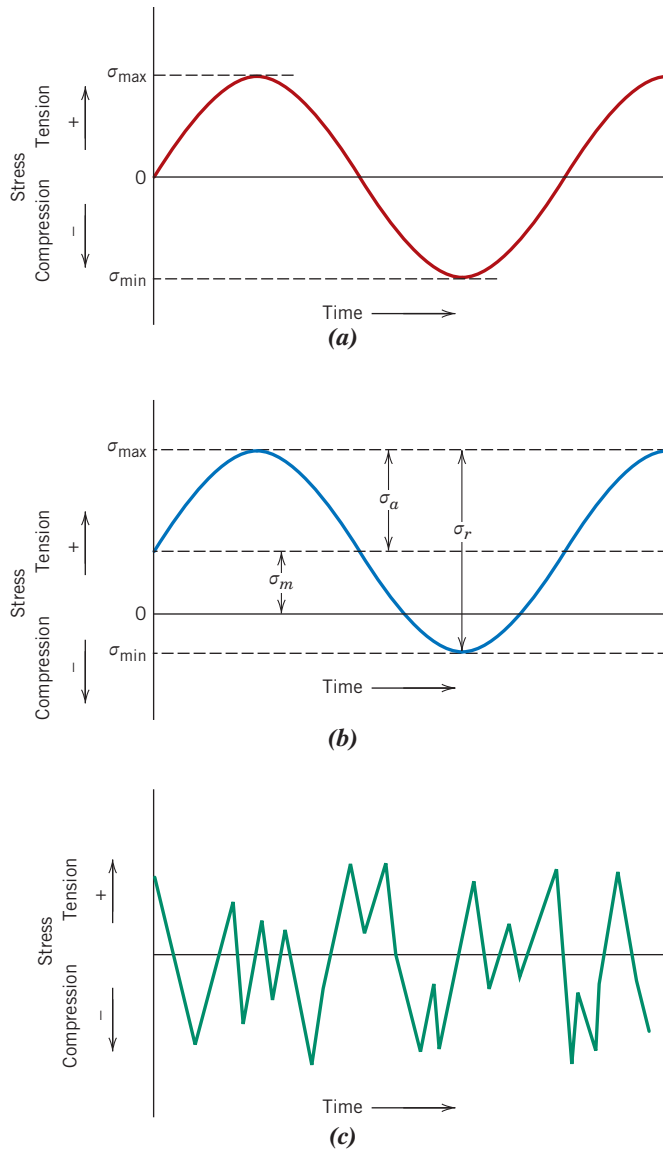 σmax
Tension
+
Stress
0
Compression
−
σmin
Time
(a)
σmax
σa
σr
Tension
+
σm
Stress
0
Compression
−
σmin
Time
(b)
Tension
+
Stress
Compression
−
Time
(c)